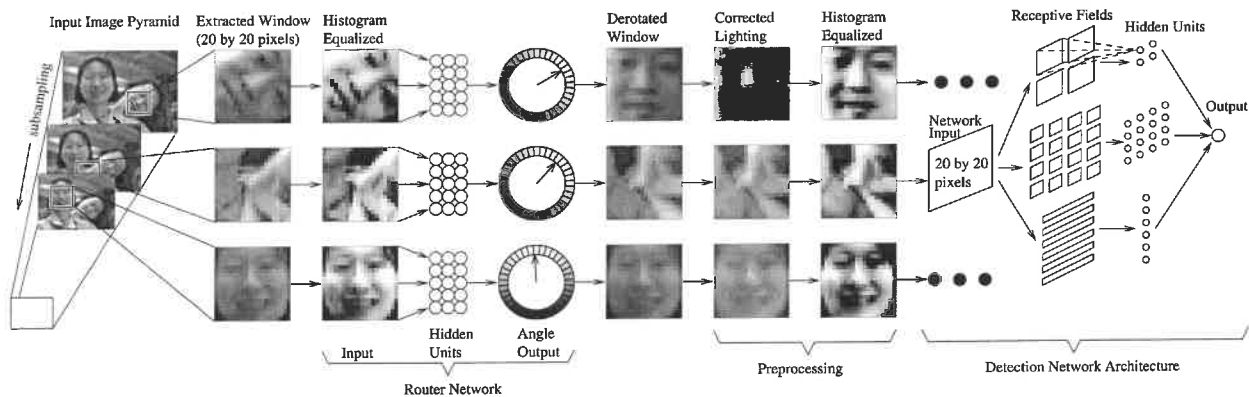 Input Image Pyramid
subsampling
Extracted Window
(20 by 20 pixels)
Histogram
Equalized
Derotated
Window
Corrected
Lighting
Histogram
Equalized
Receptive Fields
Hidden Units
Network
Input
20 by 20
pixels
Output
Input
Hidden
Units
Angle
Output
Router Network
Preprocessing
Detection Network Architecture